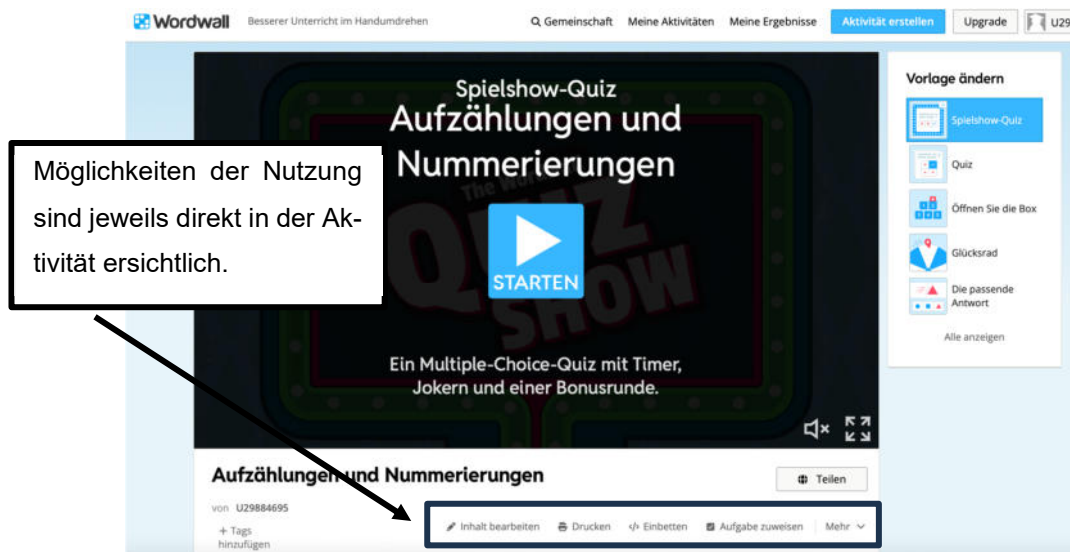 Wordwall Besserer Unterricht im Handumdrehen Gemeinschaft Meine Aktivitäten Meine Ergebnisse Aktivität erstellen Upgrade U29
Spielshow-Quiz
Aufzählungen und
Nummerierungen
The
QUIZ
SHOW
STARTEN
Ein Multiple-Choice-Quiz mit Timer,
Jokern und einer Bonusrunde.
Möglichkeiten der Nutzung
sind jeweils direkt in der Ak-
tivität ersichtlich.
Vorlage ändern
Spielshow-Quiz
Quiz
Öffnen Sie die Box
Glücksrad
Die passende
Antwort
Alle anzeigen
Aufzählungen und Nummerierungen
Teilen
von U29884695
+ Tags
hinzufügen
Inhalt bearbeiten Drucken Einbetten Aufgabe zuweisen Mehr